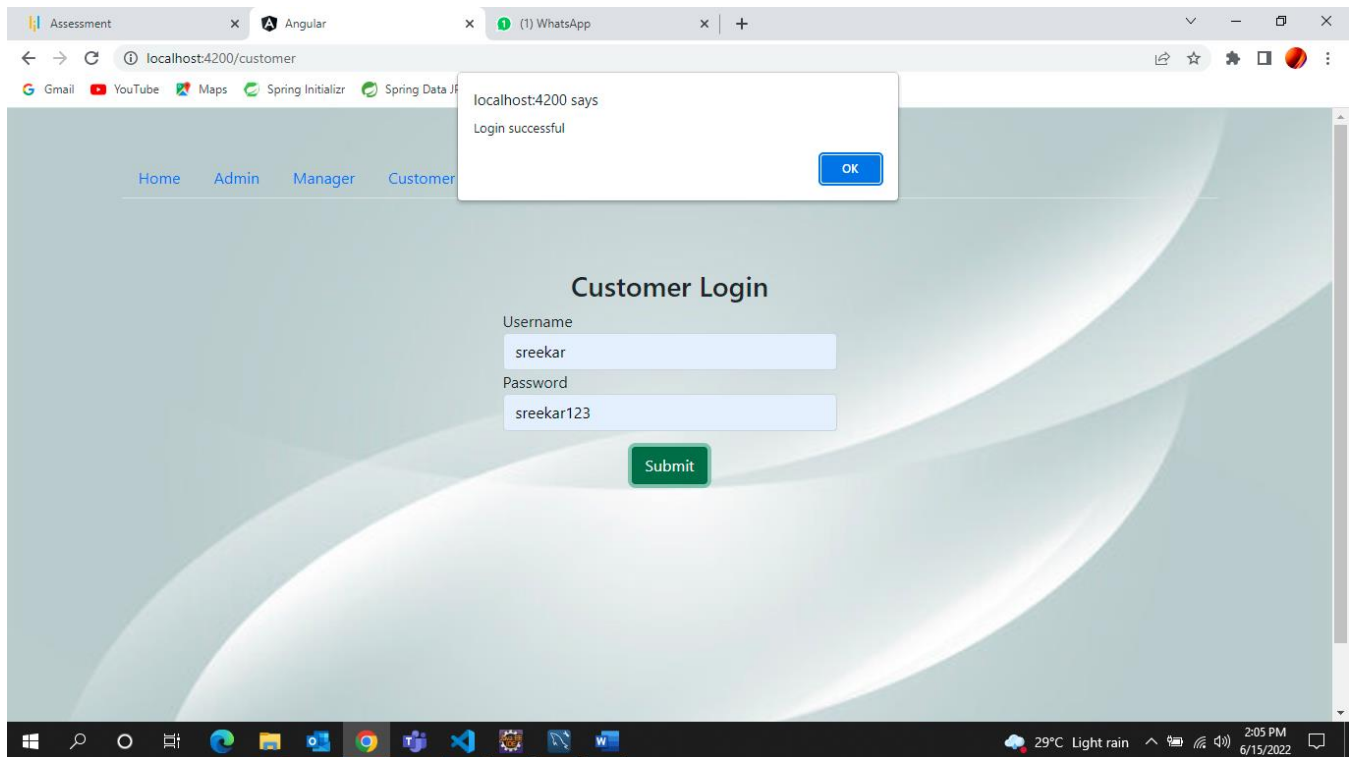 Assessment
Angular
(1) WhatsApp
localhost:4200/customer
Gmail YouTube Maps Spring Initializr Spring Data
localhost:4200 says
Login successful
OK
Home Admin Manager Customer
Customer Login
Username
sreekar
Password
sreekar123
Submit
29°C Light rain
2:05 PM
6/15/2022